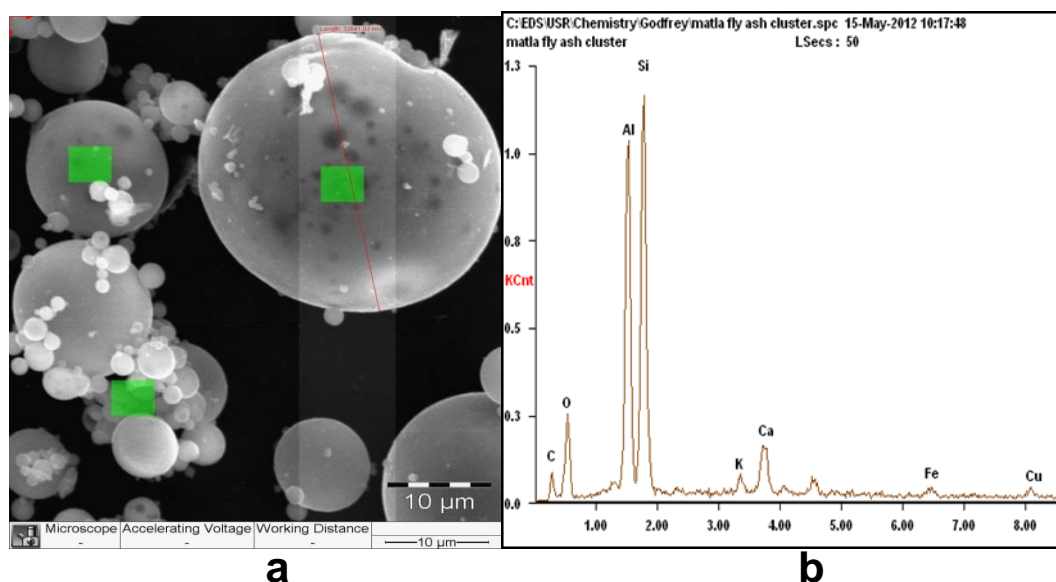 10 µm
Microscope Accelerating Voltage Working Distance
- - - 10 µm
a
C:\EDS\USR\Chemistry\Godfrey\matla fly ash cluster.spc 15-May-2012 10:17:48
matla fly ash cluster LSecs : 50
1.3
1.0
0.8
KCnt
0.5
0.3
0.0
C
O
Al
Si
K
Ca
Fe
Cu
1.00 2.00 3.00 4.00 5.00 6.00 7.00 8.00
b